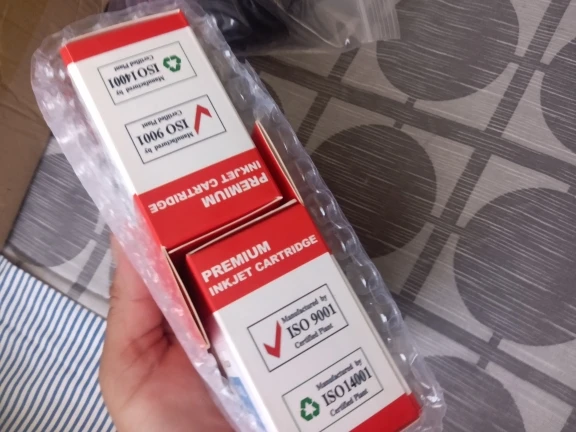 Manufactured by
ISO14001
Certified Plant
Manufactured by
ISO 9001
Certified Plant
PREMIUM
INKJET CARTRIDGE
PREMIUM
INKJET CARTRIDGE
Manufactured by
ISO 9001
Certified Plant
Manufactured by
ISO14001
Certified Plant